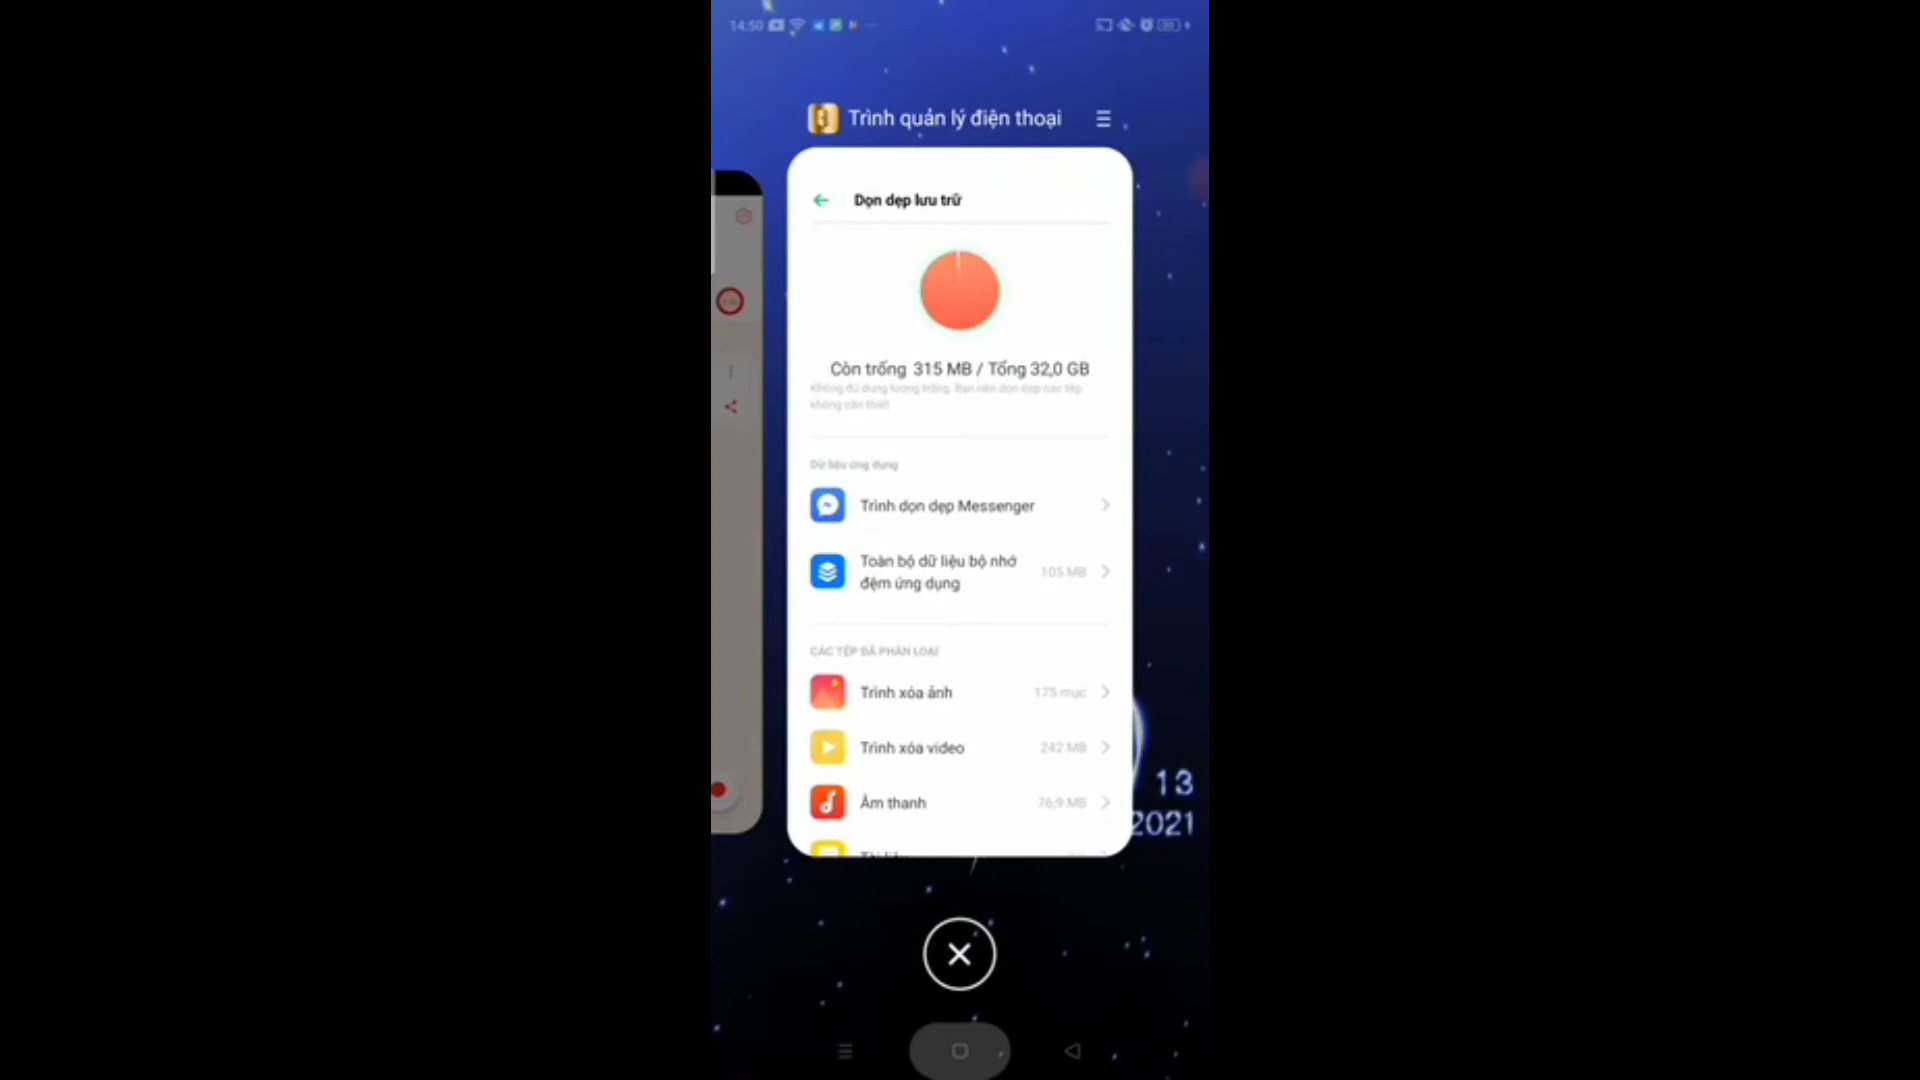 14:50
Trình quản lý điện thoại
Dọn dẹp lưu trữ
Còn trống 315 MB / Tổng 32,0 GB
Không đủ dung lượng trống. Bạn nên dọn dẹp các tệp
không cần thiết
Dữ liệu ứng dụng
Trình dọn dẹp Messenger
Toàn bộ dữ liệu bộ nhớ
đệm ứng dụng
105 MB
CÁC TỆP ĐÃ PHÂN LOẠI
Trình xóa ảnh
175 mục
Trình xóa video
242 MB
Âm thanh
76,9 MB
13
2021